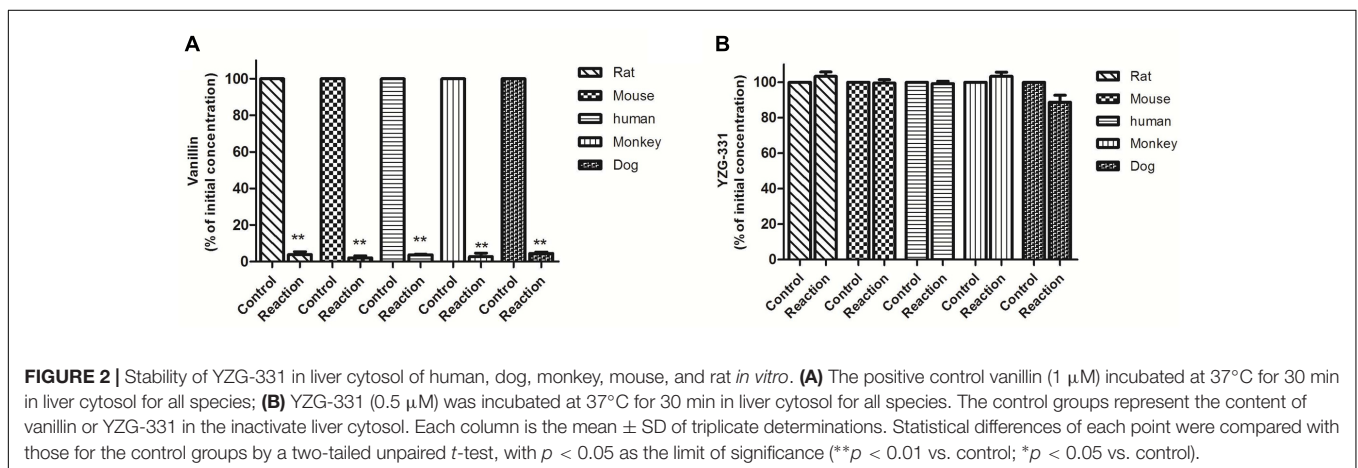 A
B
Vanillin
(% of initial concentration)
100
80
60
40
20
0
**
**
**
**
**
Control
Reaction
Control
Reaction
Control
Reaction
Control
Reaction
Control
Reaction
Rat
Mouse
human
Monkey
Dog
YZG-331
(% of initial concentration)
100
80
60
40
20
0
Control
Reaction
Control
Reaction
Control
Reaction
Control
Reaction
Control
Reaction
Rat
Mouse
human
Monkey
Dog
FIGURE 2 | Stability of YZG-331 in liver cytosol of human, dog, monkey, mouse, and rat in vitro. (A) The positive control vanillin (1 μM) incubated at 37°C for 30 min
in liver cytosol for all species; (B) YZG-331 (0.5 μM) was incubated at 37°C for 30 min in liver cytosol for all species. The control groups represent the content of
vanillin or YZG-331 in the inactivate liver cytosol. Each column is the mean ± SD of triplicate determinations. Statistical differences of each point were compared with
those for the control groups by a two-tailed unpaired t-test, with p < 0.05 as the limit of significance (**p < 0.01 vs. control; *p < 0.05 vs. control).